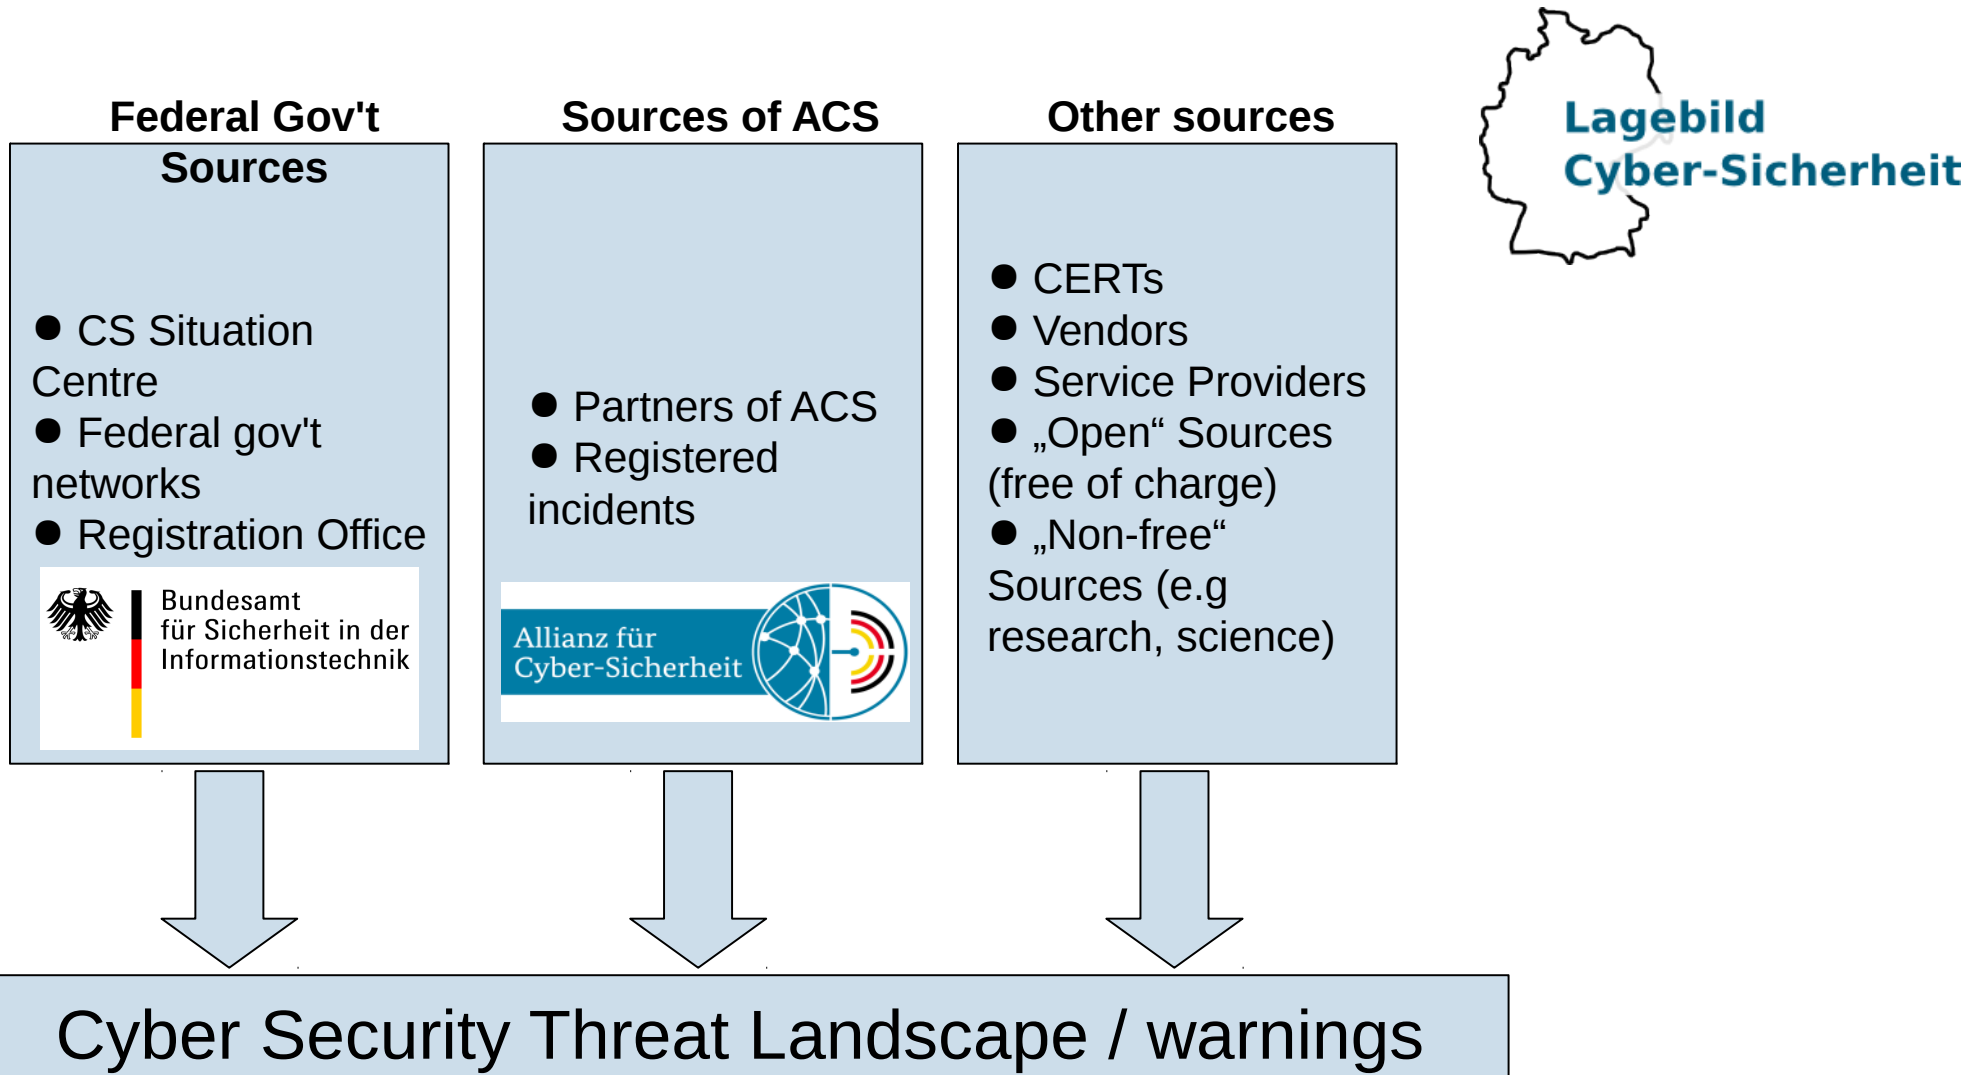 Federal Gov't
Sources
● CS Situation
Centre
● Federal gov't
networks
● Registration Office
Bundesamt
für Sicherheit in der
Informationstechnik
Sources of ACS
● Partners of ACS
● Registered
incidents
Allianz für
Cyber-Sicherheit
Other sources
● CERTs
● Vendors
● Service Providers
● „Open“ Sources
(free of charge)
● „Non-free“
Sources (e.g
research, science)
Lagebild
Cyber-Sicherheit
Cyber Security Threat Landscape / warnings